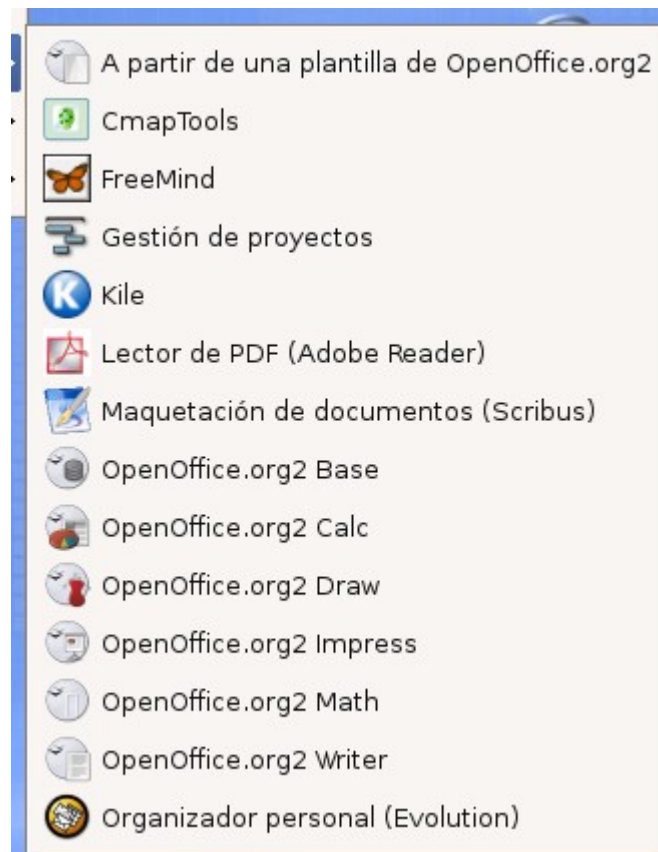 A partir de una plantilla de OpenOffice.org2
CmapTools
FreeMind
Gestión de proyectos
Kile
Lector de PDF (Adobe Reader)
Maquetación de documentos (Scribus)
OpenOffice.org2 Base
OpenOffice.org2 Calc
OpenOffice.org2 Draw
OpenOffice.org2 Impress
OpenOffice.org2 Math
OpenOffice.org2 Writer
Organizador personal (Evolution)